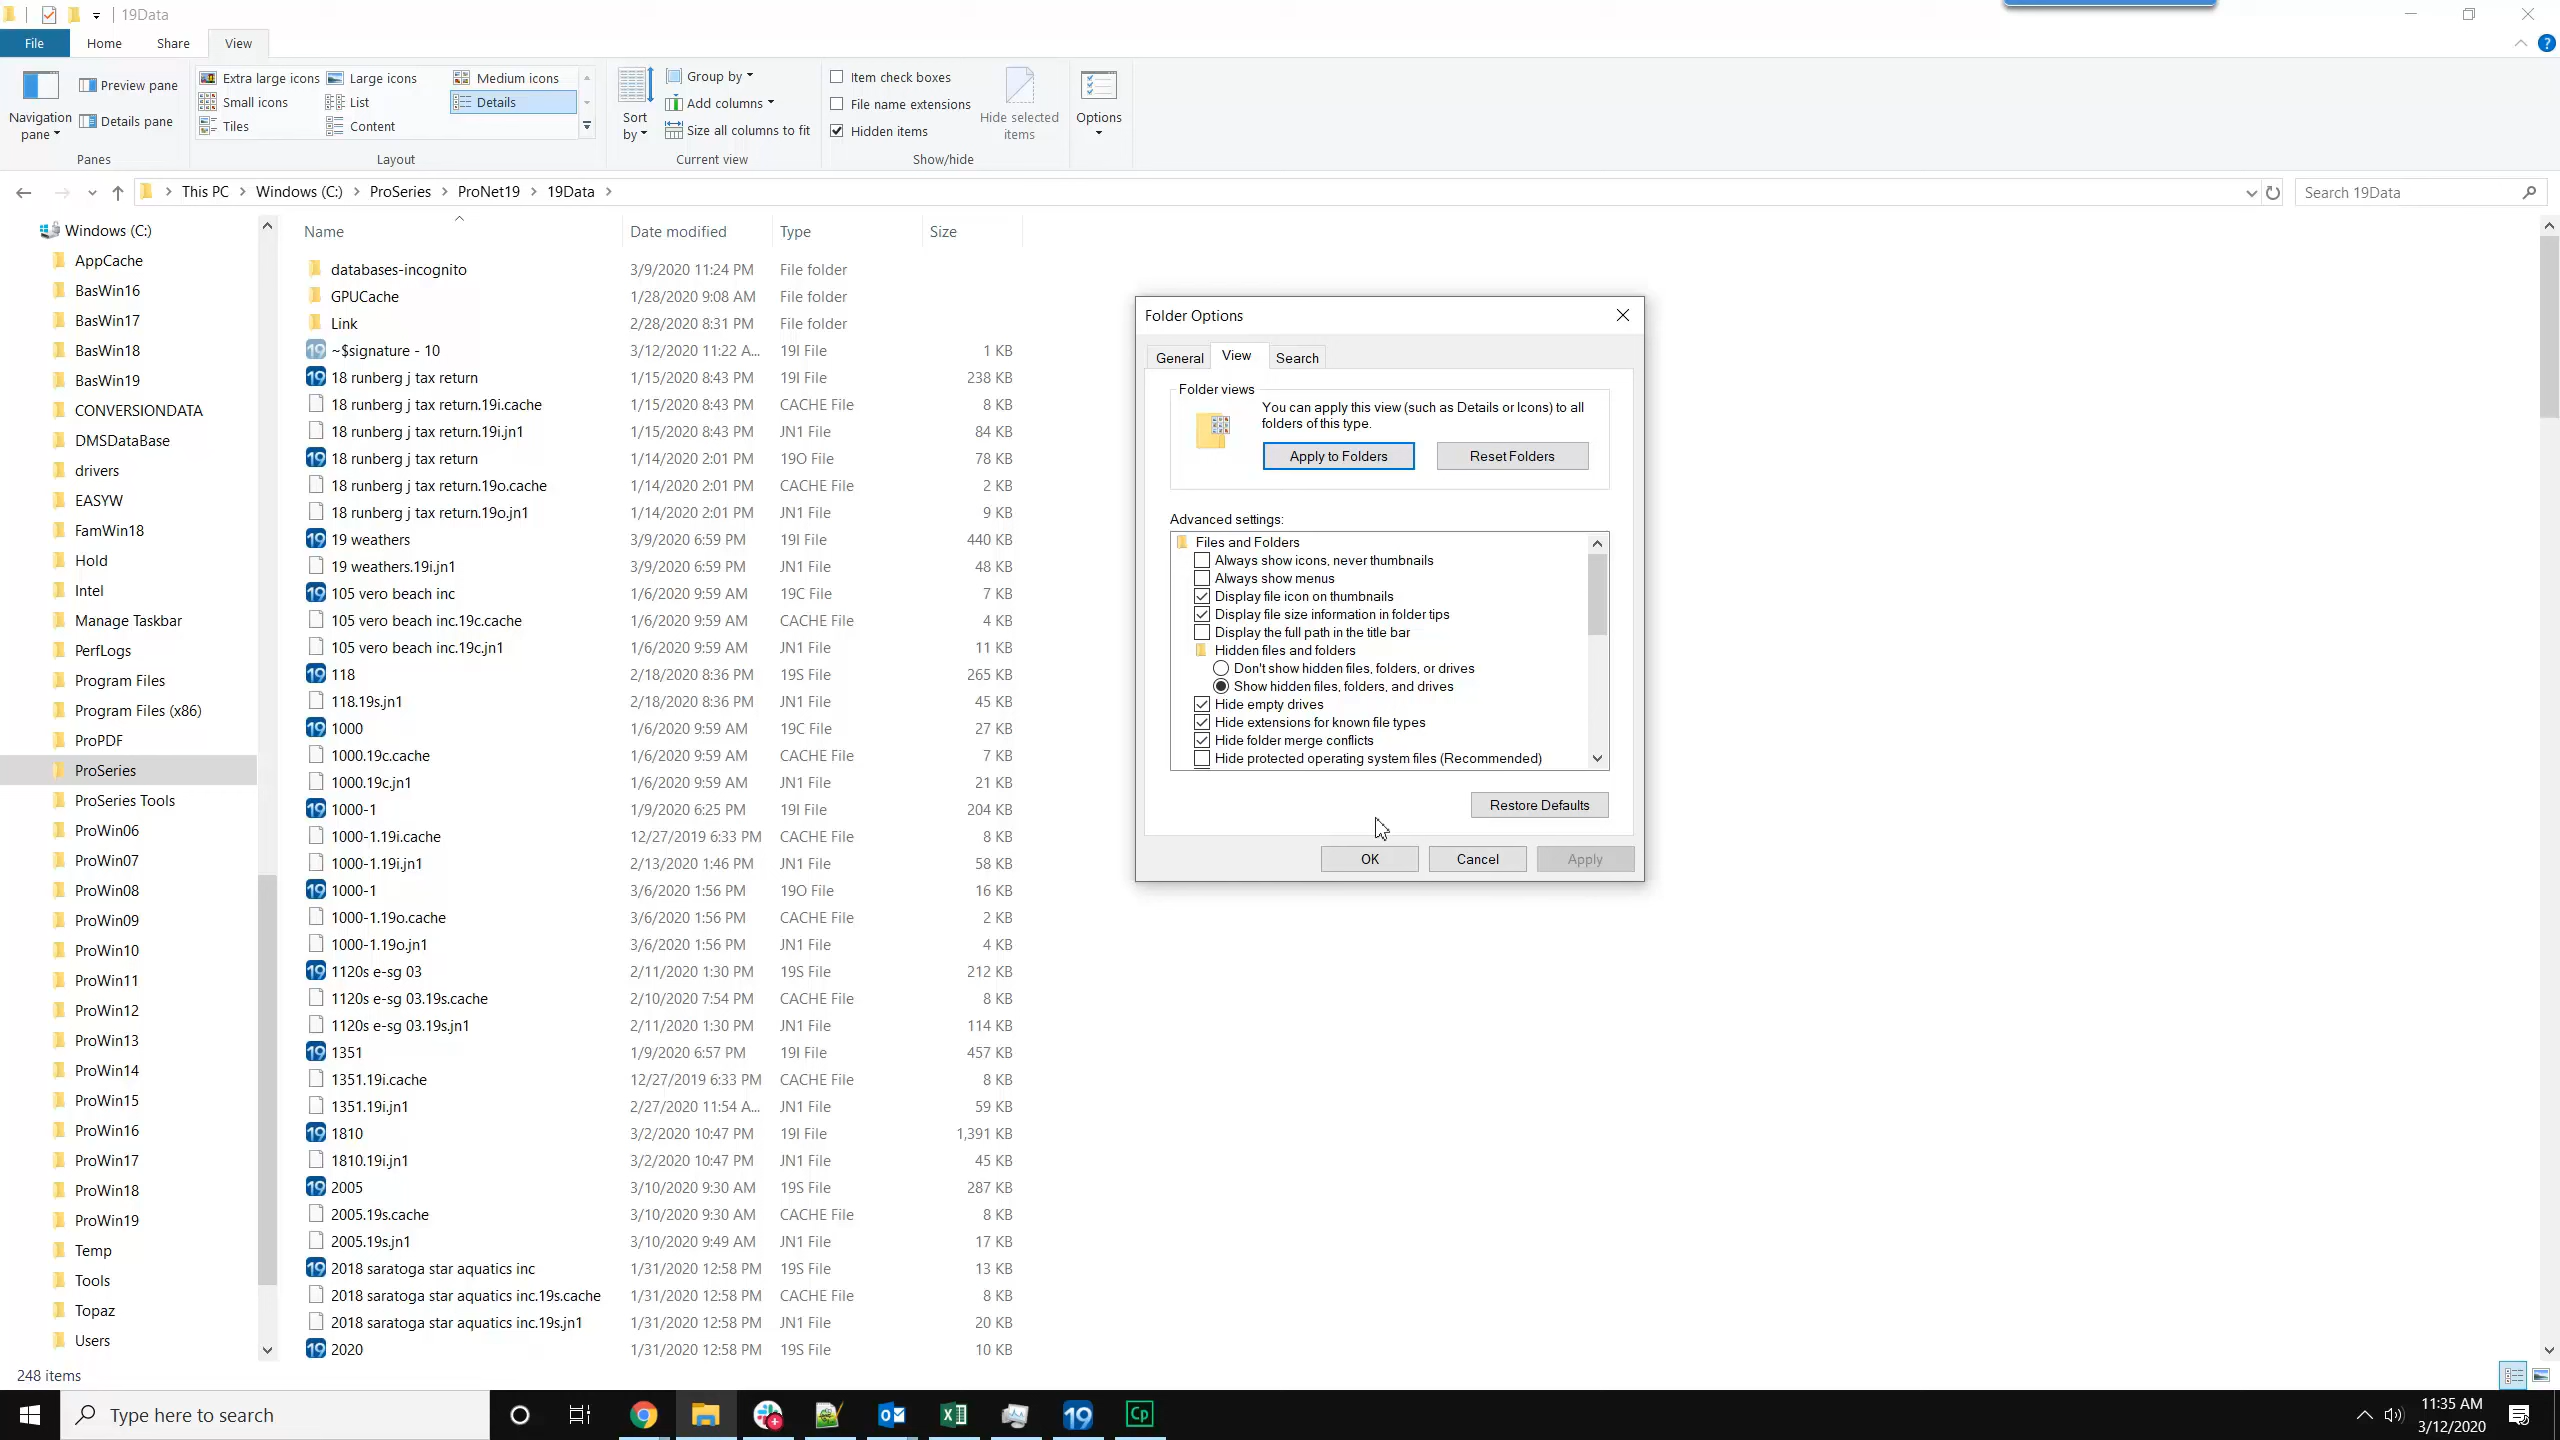 19Data
File Home Share View
Navigation pane
Preview pane
Details pane
Panes
Extra large icons Large icons Medium icons
Small icons List Details
Tiles Content
Layout
Sort by
Group by
Add columns
Size all columns to fit
Current view
Item check boxes
File name extensions
Hidden items
Hide selected items
Show/hide
Options
This PC Windows (C:) ProSeries ProNet19 19Data
Search 19Data
Windows (C:)
AppCache
BasWin16
BasWin17
BasWin18
BasWin19
CONVERSIONDATA
DMSDataBase
drivers
EASYW
FamWin18
Hold
Intel
Manage Taskbar
PerfLogs
Program Files
Program Files (x86)
ProPDF
ProSeries
ProSeries Tools
ProWin06
ProWin07
ProWin08
ProWin09
ProWin10
ProWin11
ProWin12
ProWin13
ProWin14
ProWin15
ProWin16
ProWin17
ProWin18
ProWin19
Temp
Tools
Topaz
Users
Name Date modified Type Size
databases-incognito 3/9/2020 11:24 PM File folder
GPUCache 1/28/2020 9:08 AM File folder
Link 2/28/2020 8:31 PM File folder
19 ~$signature - 10 3/12/2020 11:22 A... 19I File 1 KB
19 18 runberg j tax return 1/15/2020 8:43 PM 19I File 238 KB
18 runberg j tax return.19i.cache 1/15/2020 8:43 PM CACHE File 8 KB
18 runberg j tax return.19i.jn1 1/15/2020 8:43 PM JN1 File 84 KB
19 18 runberg j tax return 1/14/2020 2:01 PM 19O File 78 KB
18 runberg j tax return.19o.cache 1/14/2020 2:01 PM CACHE File 2 KB
18 runberg j tax return.19o.jn1 1/14/2020 2:01 PM JN1 File 9 KB
19 19 weathers 3/9/2020 6:59 PM 19I File 440 KB
19 weathers.19i.jn1 3/9/2020 6:59 PM JN1 File 48 KB
19 105 vero beach inc 1/6/2020 9:59 AM 19C File 7 KB
105 vero beach inc.19c.cache 1/6/2020 9:59 AM CACHE File 4 KB
105 vero beach inc.19c.jn1 1/6/2020 9:59 AM JN1 File 11 KB
19 118 2/18/2020 8:36 PM 19S File 265 KB
118.19s.jn1 2/18/2020 8:36 PM JN1 File 45 KB
19 1000 1/6/2020 9:59 AM 19C File 27 KB
1000.19c.cache 1/6/2020 9:59 AM CACHE File 7 KB
1000.19c.jn1 1/6/2020 9:59 AM JN1 File 21 KB
19 1000-1 1/9/2020 6:25 PM 19I File 204 KB
1000-1.19i.cache 12/27/2019 6:33 PM CACHE File 8 KB
1000-1.19i.jn1 2/13/2020 1:46 PM JN1 File 58 KB
19 1000-1 3/6/2020 1:56 PM 19O File 16 KB
1000-1.19o.cache 3/6/2020 1:56 PM CACHE File 2 KB
1000-1.19o.jn1 3/6/2020 1:56 PM JN1 File 4 KB
19 1120s e-sg 03 2/11/2020 1:30 PM 19S File 212 KB
1120s e-sg 03.19s.cache 2/10/2020 7:54 PM CACHE File 8 KB
1120s e-sg 03.19s.jn1 2/11/2020 1:30 PM JN1 File 114 KB
19 1351 1/9/2020 6:57 PM 19I File 457 KB
1351.19i.cache 12/27/2019 6:33 PM CACHE File 8 KB
1351.19i.jn1 2/27/2020 11:54 A... JN1 File 59 KB
19 1810 3/2/2020 10:47 PM 19I File 1,391 KB
1810.19i.jn1 3/2/2020 10:47 PM JN1 File 45 KB
19 2005 3/10/2020 9:30 AM 19S File 287 KB
2005.19s.cache 3/10/2020 9:30 AM CACHE File 8 KB
2005.19s.jn1 3/10/2020 9:49 AM JN1 File 17 KB
19 2018 saratoga star aquatics inc 1/31/2020 12:58 PM 19S File 13 KB
2018 saratoga star aquatics inc.19s.cache 1/31/2020 12:58 PM CACHE File 8 KB
2018 saratoga star aquatics inc.19s.jn1 1/31/2020 12:58 PM JN1 File 20 KB
19 2020 1/31/2020 12:58 PM 19S File 10 KB
Folder Options
General View Search
Folder views
You can apply this view (such as Details or Icons) to all
folders of this type.
Apply to Folders Reset Folders
Advanced settings:
Files and Folders
Always show icons, never thumbnails
Always show menus
Display file icon on thumbnails
Display file size information in folder tips
Display the full path in the title bar
Hidden files and folders
Don't show hidden files, folders, or drives
Show hidden files, folders, and drives
Hide empty drives
Hide extensions for known file types
Hide folder merge conflicts
Hide protected operating system files (Recommended)
Restore Defaults
OK Cancel Apply
248 items
Type here to search
19
Cp
11:35 AM
3/12/2020